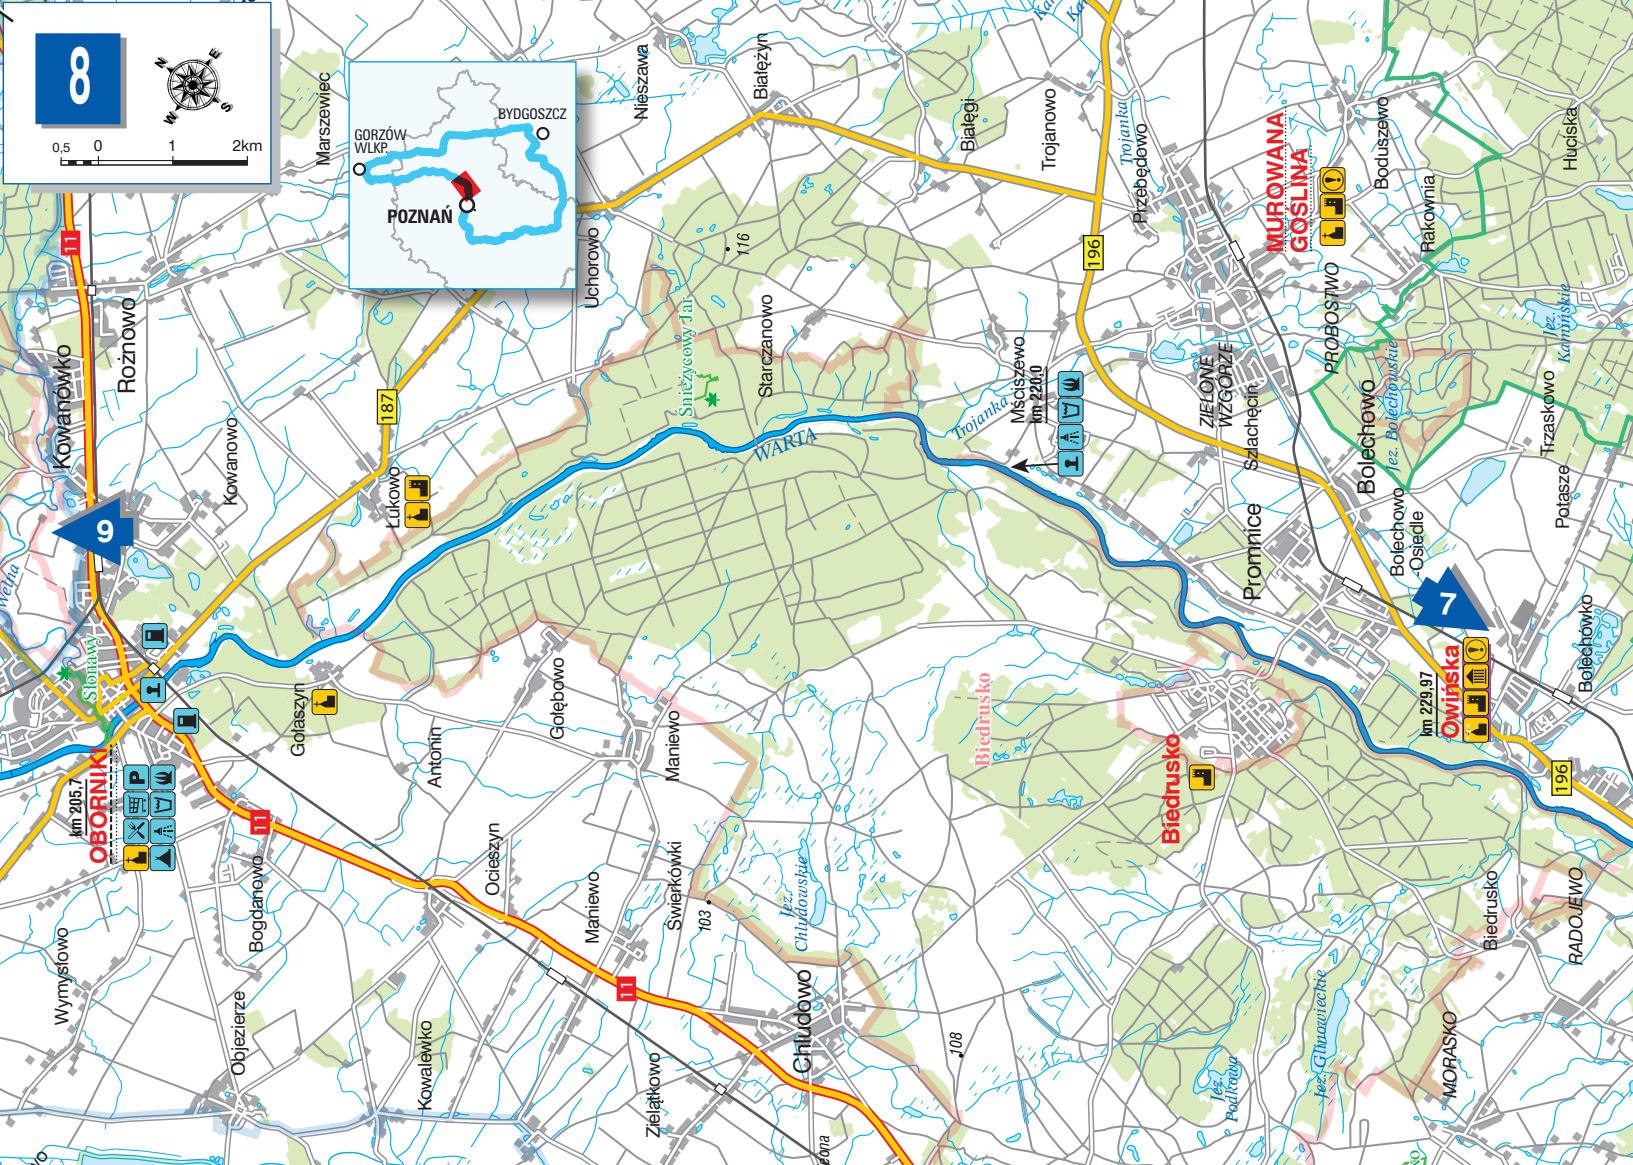 8
N
E
S
W
0,5 0 1 2km
Marszewiec
Nieszawa
Białężyn
Białęgi
Trojanowo
Trojanka
Przebędowo
MUROWANA
GOŚLINA
Boduszewo
Rakownia
Huciska
GORZÓW
WLKP.
BYDGOSZCZ
POZNAŃ
11
Kowanówko
Rożnowo
Kowanowo
187
Uchorowo
116
Śnieżycowy Jar
Starczanowo
196
Mściszewo
km 220,0
Trojanka
ZIELONE
WZGÓRZE
Szlachęcin
PROBOSTWO
Bolechowo
Jez. Bolechowskie
Jez.
Kamińskie
Trzaskowo
Potasze
9
Łukowo
WARTA
Wełna
Słonawy
Promnice
Bolechowo
-Osiedle
7
Bolechówko
OBORNIKI
km 205,7
P
Gołaszyn
Antonin
Gołębowo
Maniewo
Biedrusko
Biedrusko
km 229,97
Owińska
196
11
Bogdanowo
Ocieszyn
Maniewo
Świerkówki
103
Jez.
Chludowskie
Wymysłowo
Objezierze
Kowalewko
Zielątkowo
11
Chludowo
108
Jez.
Podkowa
Jez. Glinowieckie
MORASKO
Biedrusko
RADOJEWO